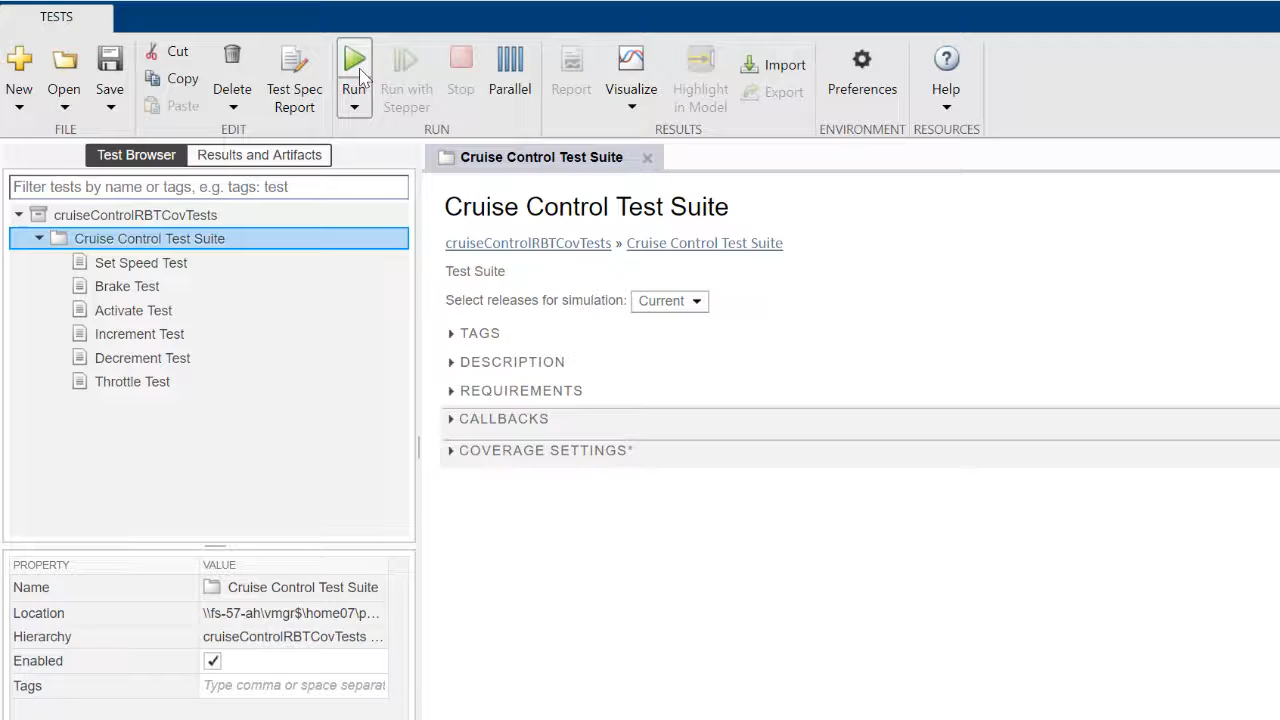 TESTS
New
Open
Save
Cut
Copy
Paste
Delete
Test Spec
Report
Run
Run with
Stepper
Stop
Parallel
Report
Visualize
Highlight
in Model
Import
Export
Preferences
Help
FILE
EDIT
RUN
RESULTS
ENVIRONMENT
RESOURCES
Test Browser
Results and Artifacts
Filter tests by name or tags, e.g. tags: test
cruiseControlRBTCovTests
Cruise Control Test Suite
Set Speed Test
Brake Test
Activate Test
Increment Test
Decrement Test
Throttle Test
PROPERTY VALUE
Name Cruise Control Test Suite
Location \\fs-57-ah\vmgr$\home07\p...
Hierarchy cruiseControlRBTCovTests ...
Enabled
Tags Type comma or space separat
Cruise Control Test Suite
Cruise Control Test Suite
cruiseControlRBTCovTests » Cruise Control Test Suite
Test Suite
Select releases for simulation: Current
TAGS
DESCRIPTION
REQUIREMENTS
CALLBACKS
COVERAGE SETTINGS*